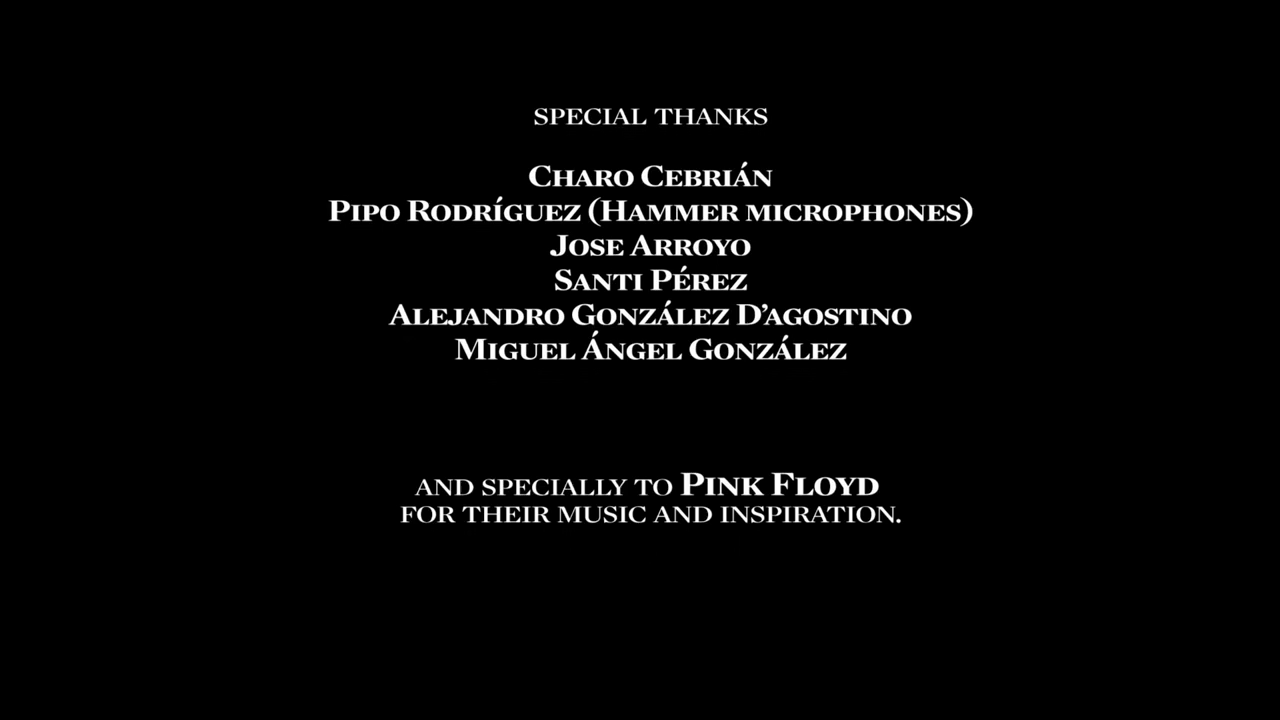 SPECIAL THANKS
CHARO CEBRIÁN
PIPO RODRÍGUEZ (HAMMER MICROPHONES)
JOSE ARROYO
SANTI PÉREZ
ALEJANDRO GONZÁLEZ D’AGOSTINO
MIGUEL ÁNGEL GONZÁLEZ
AND SPECIALLY TO PINK FLOYD
FOR THEIR MUSIC AND INSPIRATION.